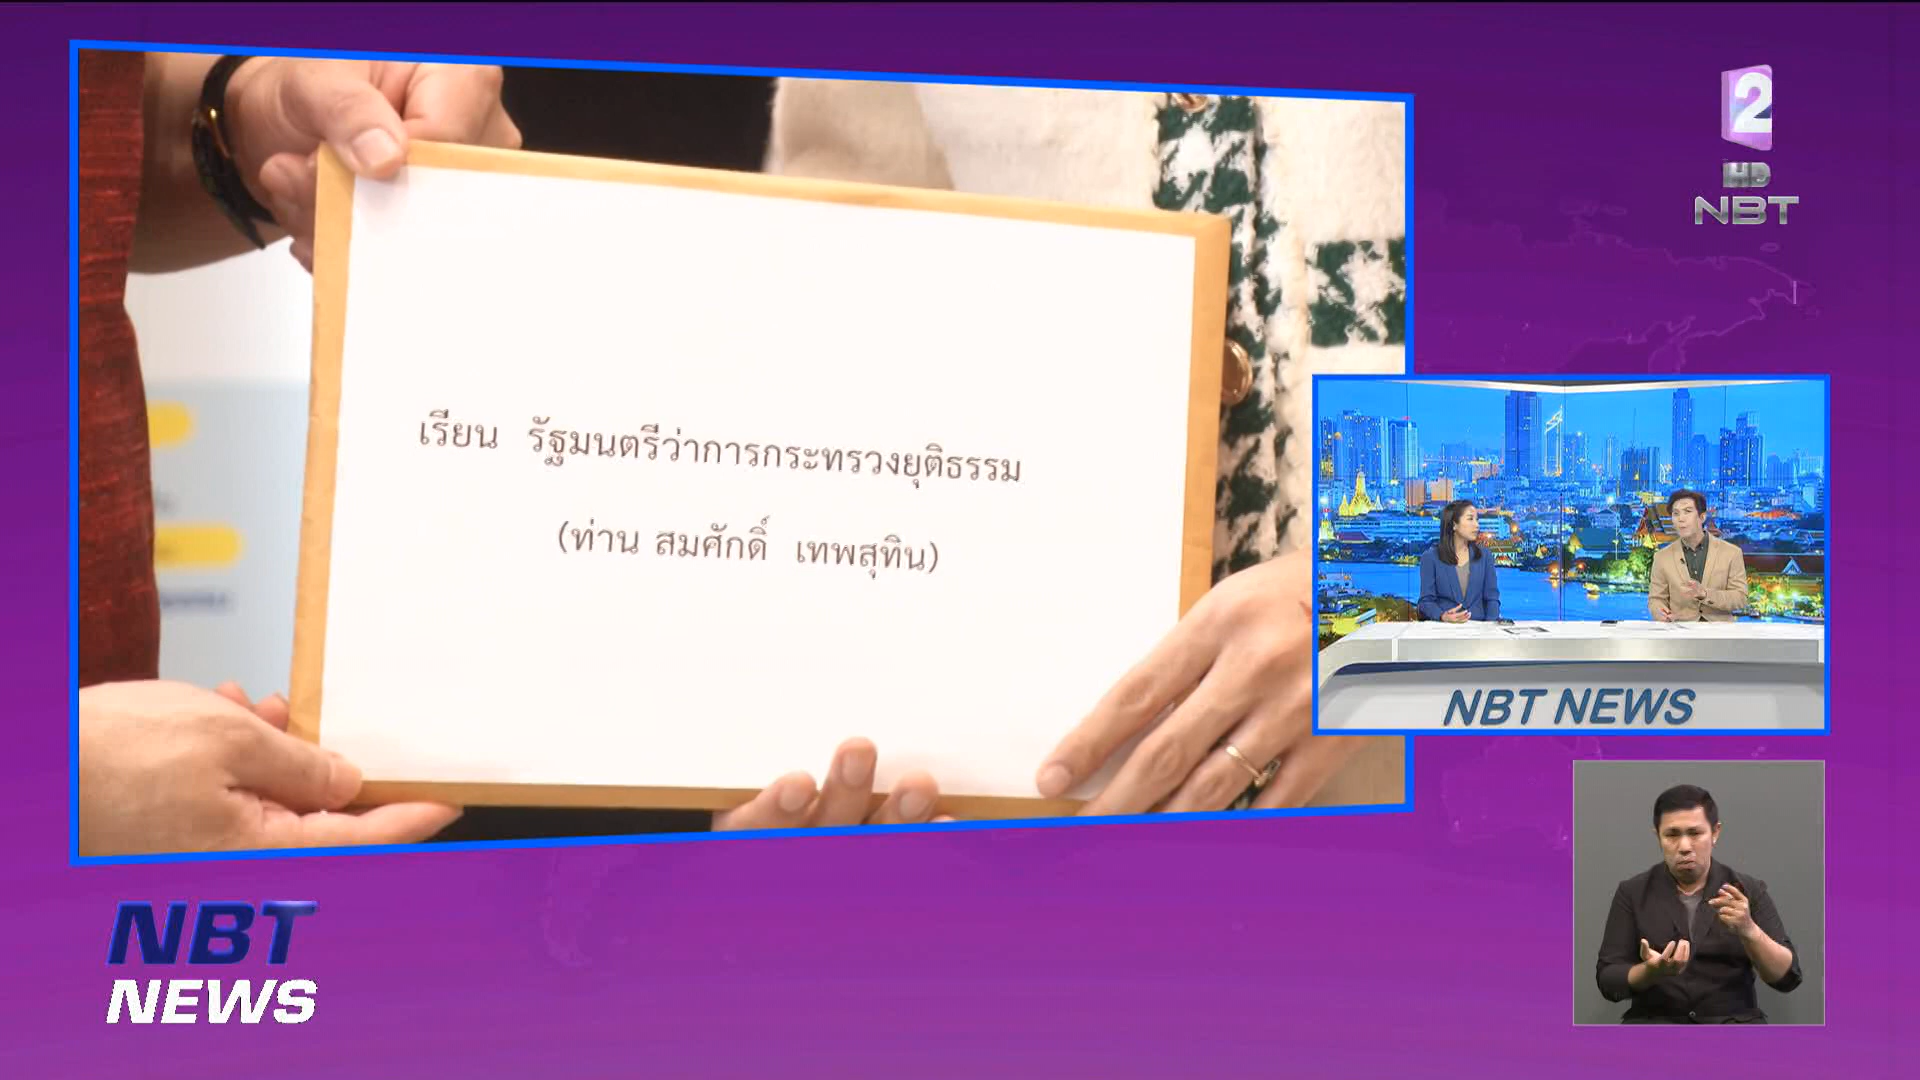 2
HD
NBT
เรียน รัฐมนตรีว่าการกระทรวงยุติธรรม
(ท่าน สมศักดิ์ เทพสุทิน)
NBT NEWS
NBT
NEWS